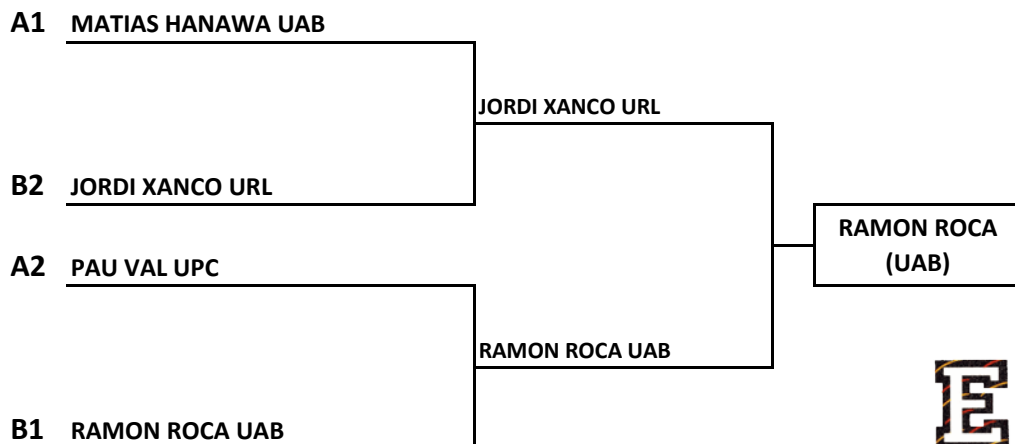 A1 MATIAS HANAWA UAB
JORDI XANCO URL
B2 JORDI XANCO URL
RAMON ROCA
(UAB)
A2 PAU VAL UPC
RAMON ROCA UAB
E
B1 RAMON ROCA UAB